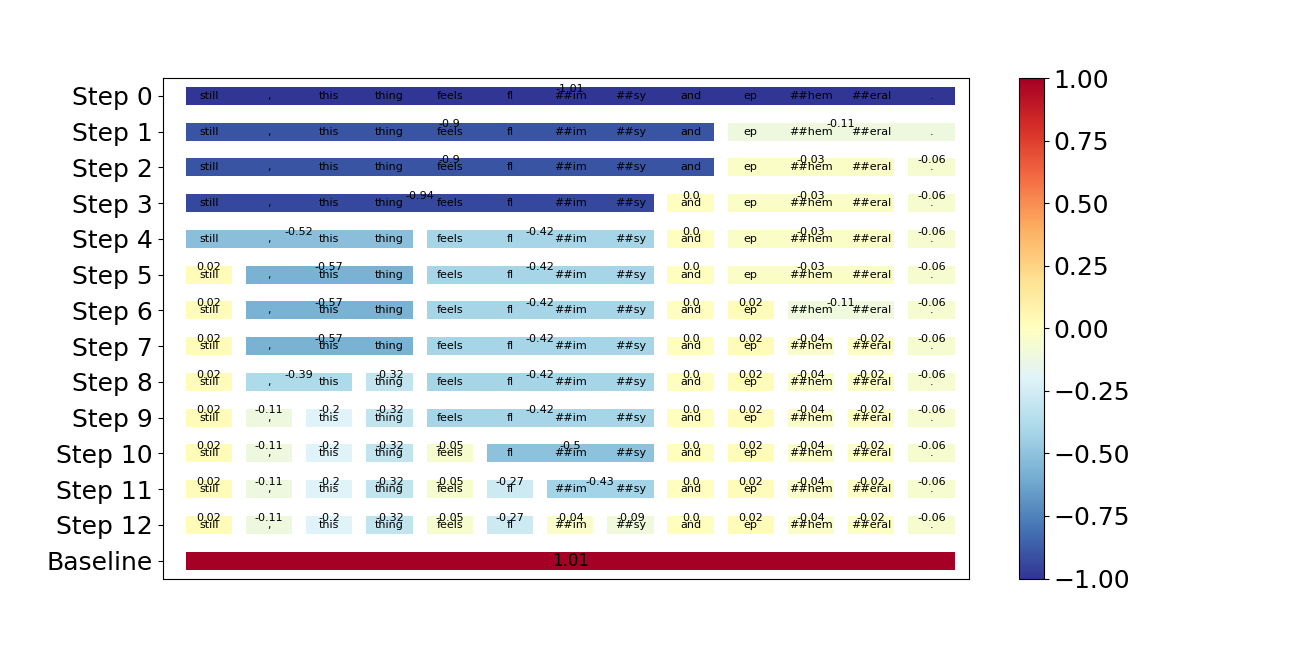 -1.01
Step 0 still , this thing feels fl ##im ##sy and ep ##hem ##eral .
-0.9 -0.11
Step 1 still , this thing feels fl ##im ##sy and ep ##hem ##eral .
-0.9 -0.03 -0.06
Step 2 still , this thing feels fl ##im ##sy and ep ##hem ##eral .
-0.94 0.0 -0.03 -0.06
Step 3 still , this thing feels fl ##im ##sy and ep ##hem ##eral .
-0.52 -0.42 0.0 -0.03 -0.06
Step 4 still , this thing feels fl ##im ##sy and ep ##hem ##eral .
0.02 -0.57 -0.42 0.0 -0.03 -0.06
Step 5 still , this thing feels fl ##im ##sy and ep ##hem ##eral .
0.02 -0.57 -0.42 0.0 0.02 -0.11 -0.06
Step 6 still , this thing feels fl ##im ##sy and ep ##hem ##eral .
0.02 -0.57 -0.42 0.0 0.02 -0.04 -0.02 -0.06
Step 7 still , this thing feels fl ##im ##sy and ep ##hem ##eral .
0.02 -0.39 -0.32 -0.42 0.0 0.02 -0.04 -0.02 -0.06
Step 8 still , this thing feels fl ##im ##sy and ep ##hem ##eral .
0.02 -0.11 -0.2 -0.32 -0.42 0.0 0.02 -0.04 -0.02 -0.06
Step 9 still , this thing feels fl ##im ##sy and ep ##hem ##eral .
0.02 -0.11 -0.2 -0.32 -0.05 -0.5 0.0 0.02 -0.04 -0.02 -0.06
Step 10 still , this thing feels fl ##im ##sy and ep ##hem ##eral .
0.02 -0.11 -0.2 -0.32 -0.05 -0.27 -0.43 0.0 0.02 -0.04 -0.02 -0.06
Step 11 still , this thing feels fl ##im ##sy and ep ##hem ##eral .
0.02 -0.11 -0.2 -0.32 -0.05 -0.27 -0.04 -0.09 0.0 0.02 -0.04 -0.02 -0.06
Step 12 still , this thing feels fl ##im ##sy and ep ##hem ##eral .
Baseline 1.01
1.00
0.75
0.50
0.25
0.00
−0.25
−0.50
−0.75
−1.00